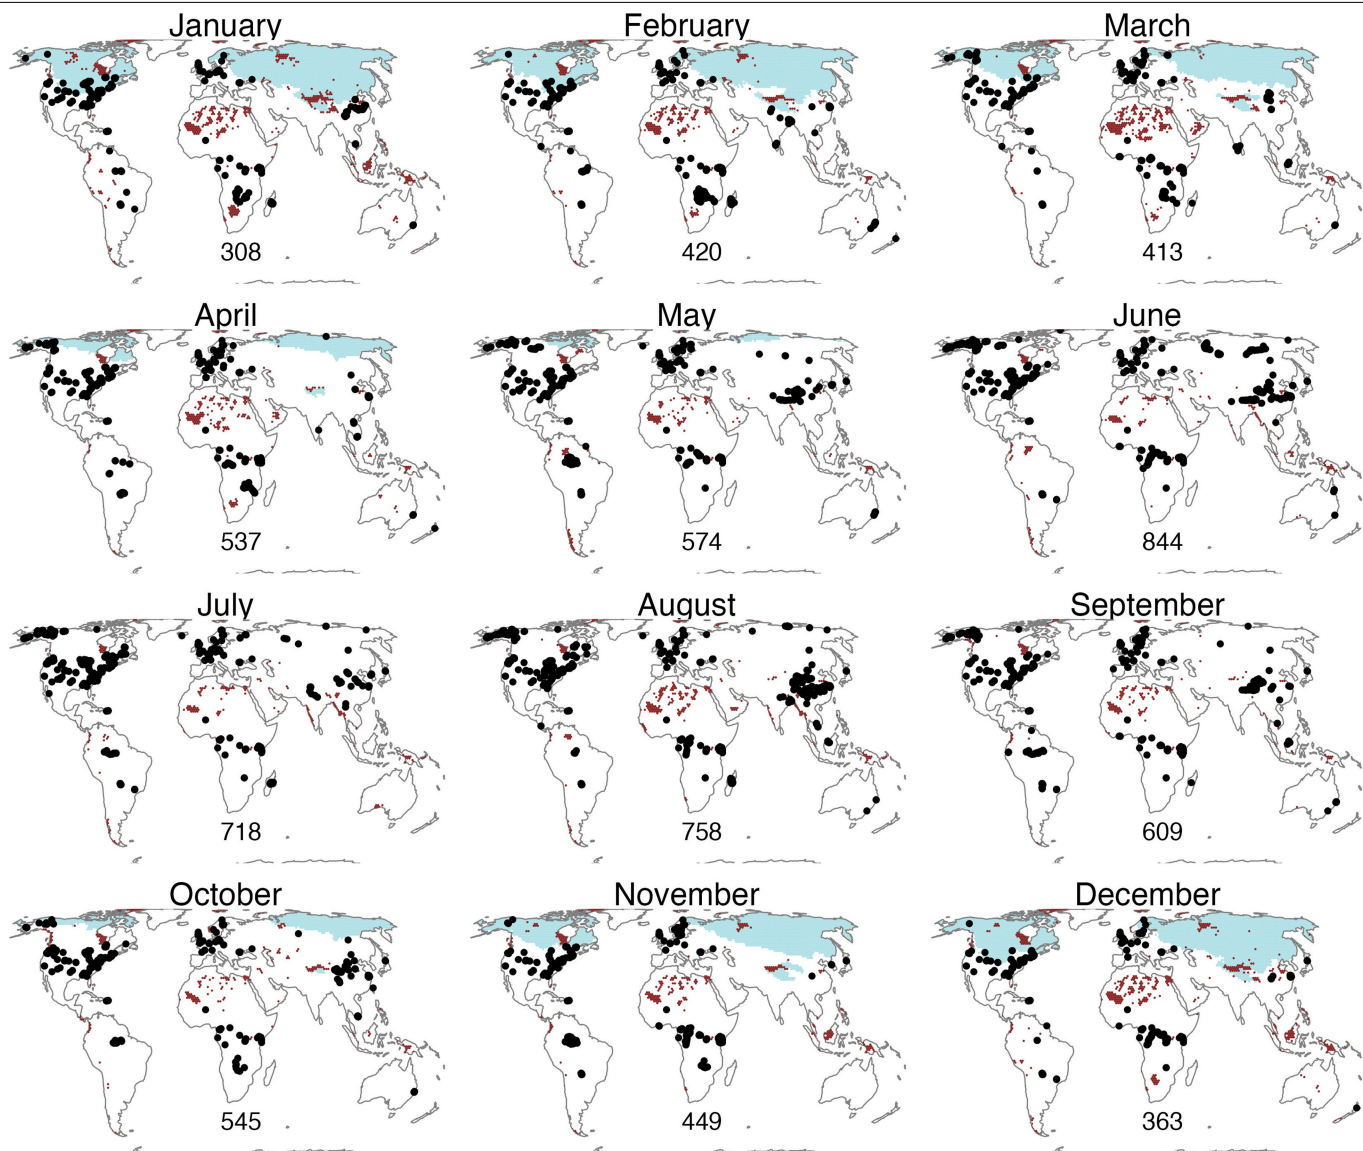 January February March
308 420 413
April May June
537 574 844
July August September
718 758 609
October November December
545 449 363